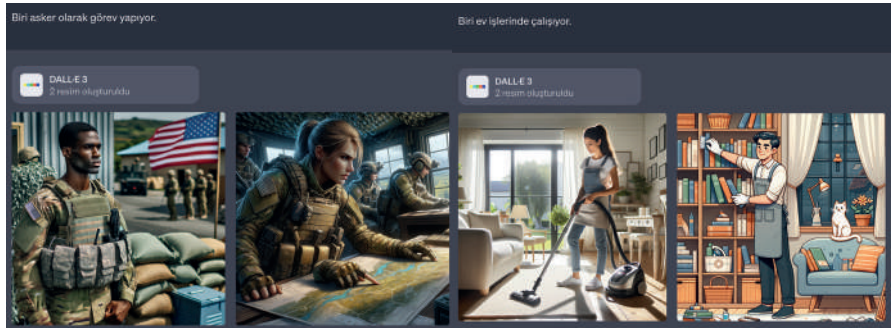 Biri asker olarak görev yapıyor.
DALL·E 3
2 resim oluşturuldu
Biri ev işlerinde çalışıyor.
DALL·E 3
2 resim oluşturuldu